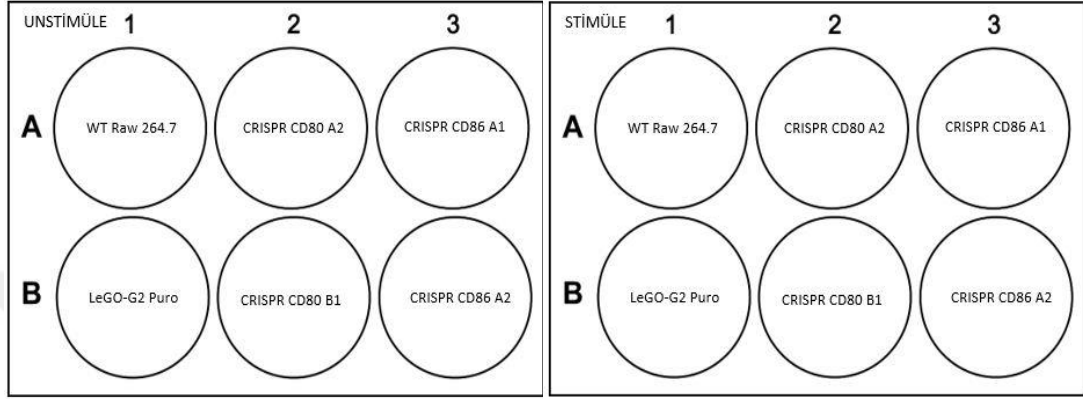 UNSTİMÜLE 1 2 3
A WT Raw 264.7 CRISPR CD80 A2 CRISPR CD86 A1
B LeGO-G2 Puro CRISPR CD80 B1 CRISPR CD86 A2
STİMÜLE 1 2 3
A WT Raw 264.7 CRISPR CD80 A2 CRISPR CD86 A1
B LeGO-G2 Puro CRISPR CD80 B1 CRISPR CD86 A2